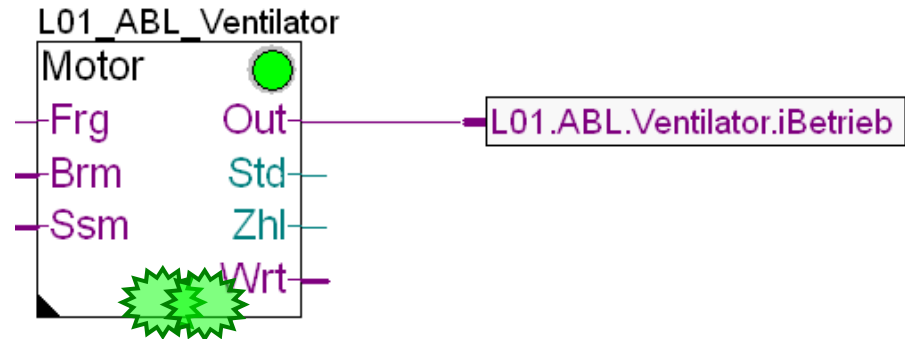 L01_ABL_Ventilator
Motor
Frg Out L01.ABL.Ventilator.iBetrieb
Brm Std
Ssm Zhl
Wrt